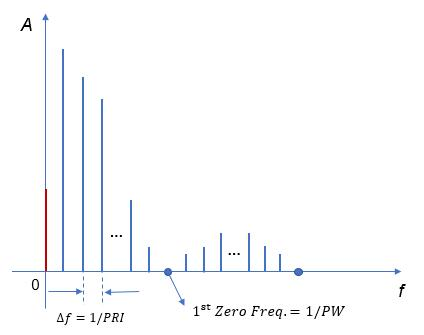 A
...
...
0
f
Δf = 1/PRI
1st Zero Freq. = 1/PW